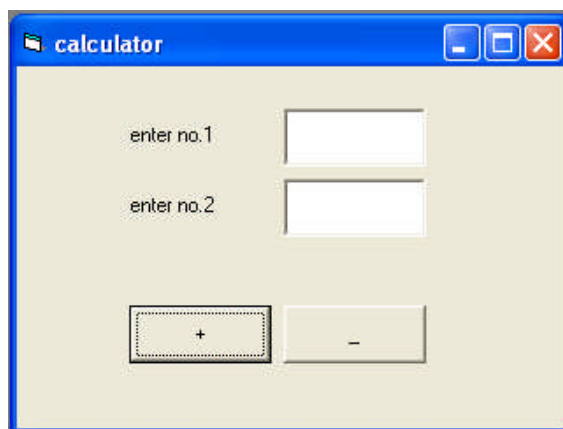 calculator
enter no.1
enter no.2
+ _